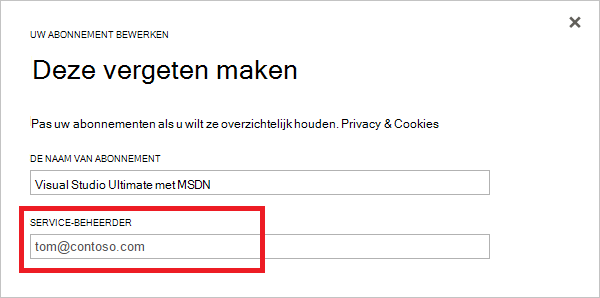 UW ABONNEMENT BEWERKEN
Deze vergeten maken
Pas uw abonnementen als u wilt ze overzichtelijk houden. Privacy & Cookies
DE NAAM VAN ABONNEMENT
Visual Studio Ultimate met MSDN
SERVICE-BEHEERDER
tom@contoso.com